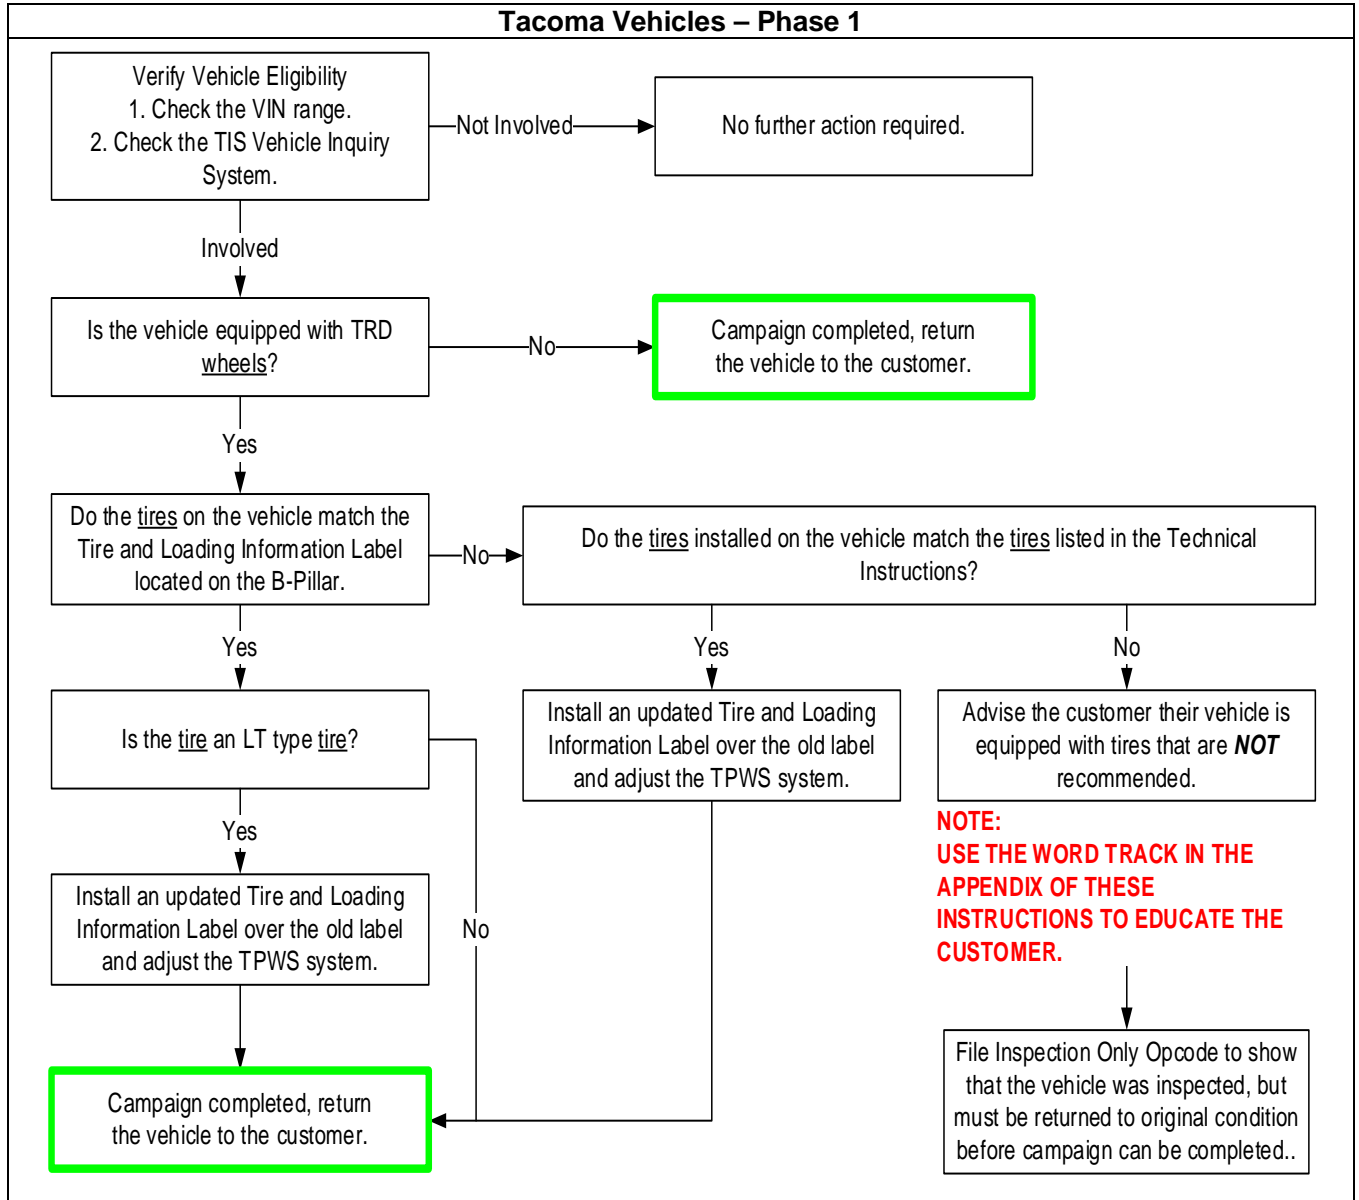 Tacoma Vehicles – Phase 1
Verify Vehicle Eligibility
1. Check the VIN range.
2. Check the TIS Vehicle Inquiry
System.
Not Involved
No further action required.
Involved
Is the vehicle equipped with TRD
wheels?
No
Campaign completed, return
the vehicle to the customer.
Yes
Do the tires on the vehicle match the
Tire and Loading Information Label
located on the B-Pillar.
No
Do the tires installed on the vehicle match the tires listed in the Technical
Instructions?
Yes
Yes
No
Is the tire an LT type tire?
Install an updated Tire and Loading
Information Label over the old label
and adjust the TPWS system.
Advise the customer their vehicle is
equipped with tires that are NOT
recommended.
NOTE:
USE THE WORD TRACK IN THE
APPENDIX OF THESE
INSTRUCTIONS TO EDUCATE THE
CUSTOMER.
Yes
Install an updated Tire and Loading
Information Label over the old label
and adjust the TPWS system.
No
Campaign completed, return
the vehicle to the customer.
File Inspection Only Opcode to show
that the vehicle was inspected, but
must be returned to original condition
before campaign can be completed..